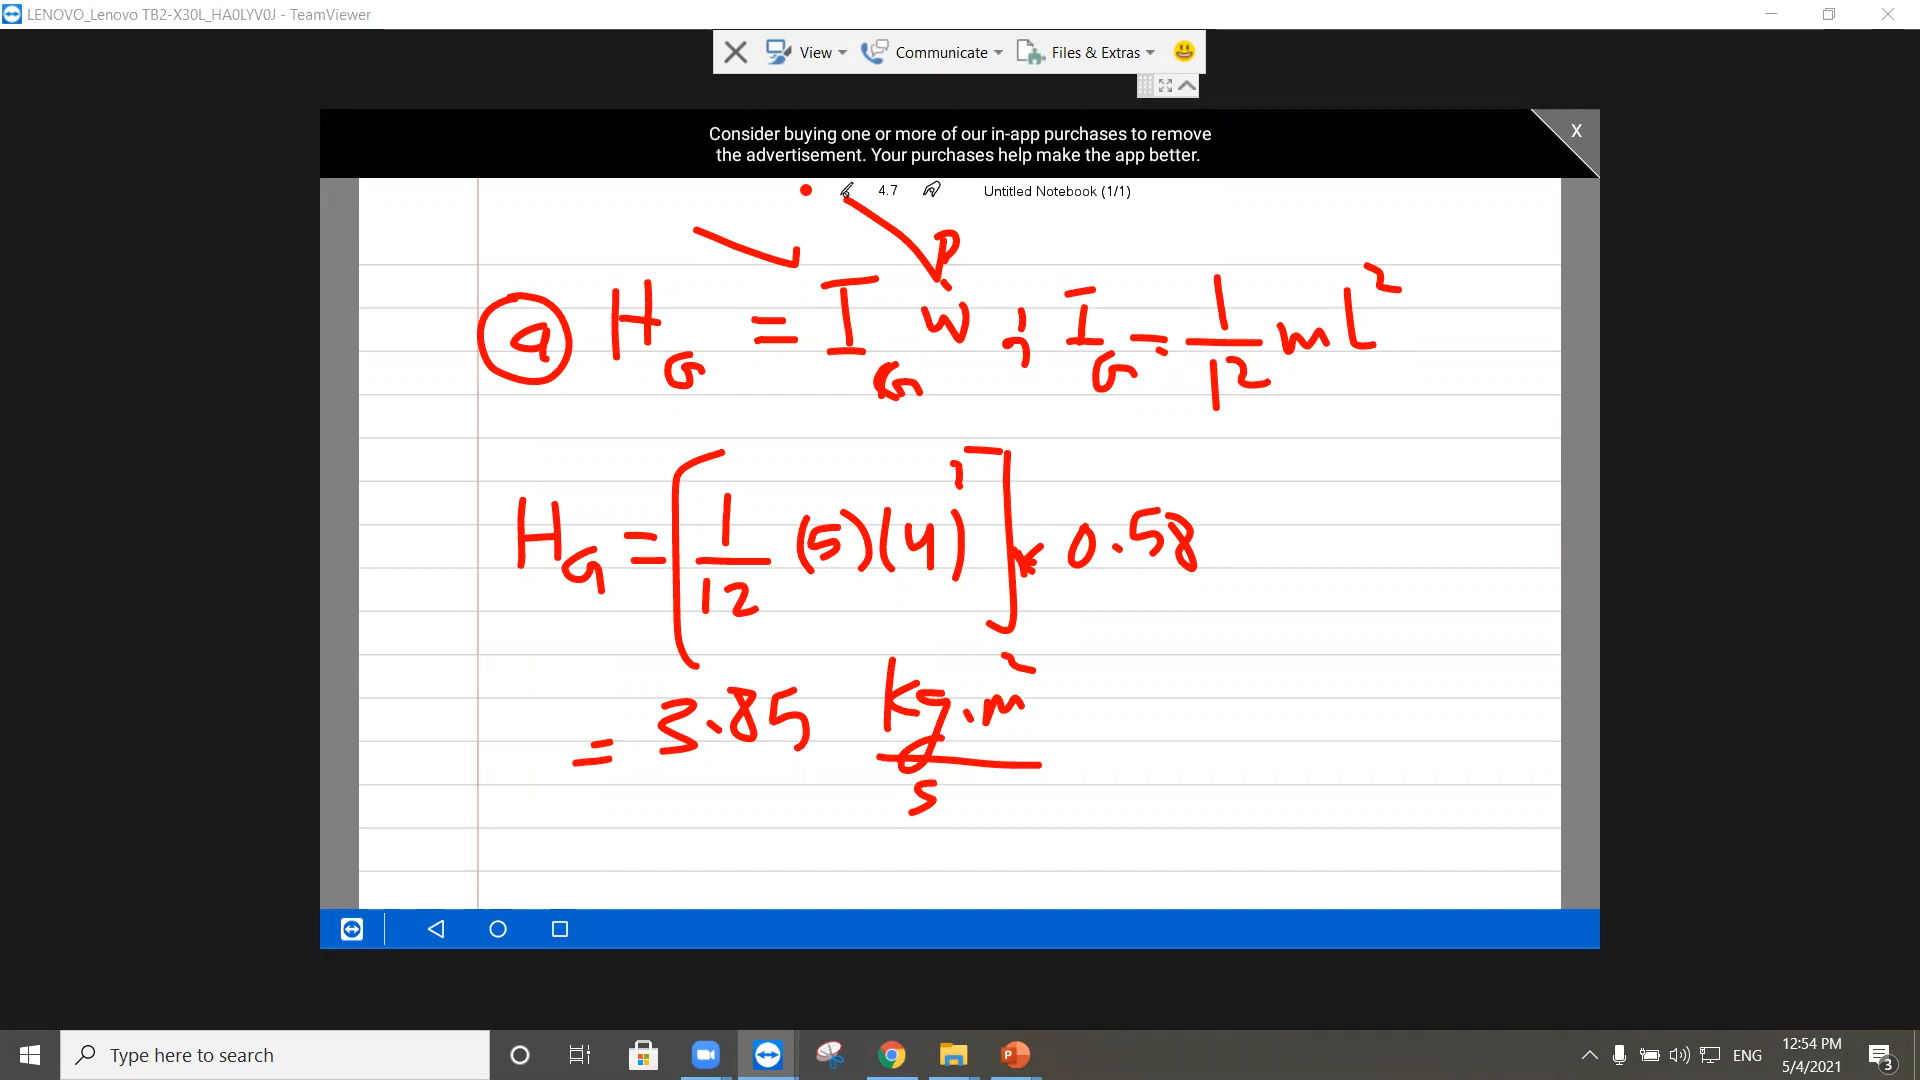 LENOVO_Lenovo TB2-X30L_HA0LYV0J - TeamViewer
View Communicate Files & Extras
Consider buying one or more of our in-app purchases to remove
the advertisement. Your purchases help make the app better.
X
4.7 Untitled Notebook (1/1)
ⓐ H_G = I_G ω ; I_G = 1/12 m L²
H_G = [1/12 (5)(4)²] * 0.58
= 3.85 kg.m²/s
Type here to search
ENG
12:54 PM
5/4/2021
3